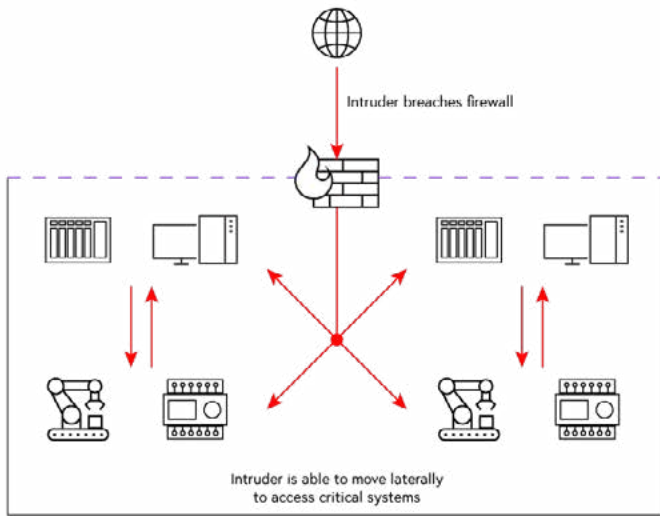 Intruder breaches firewall
Intruder is able to move laterally
to access critical systems